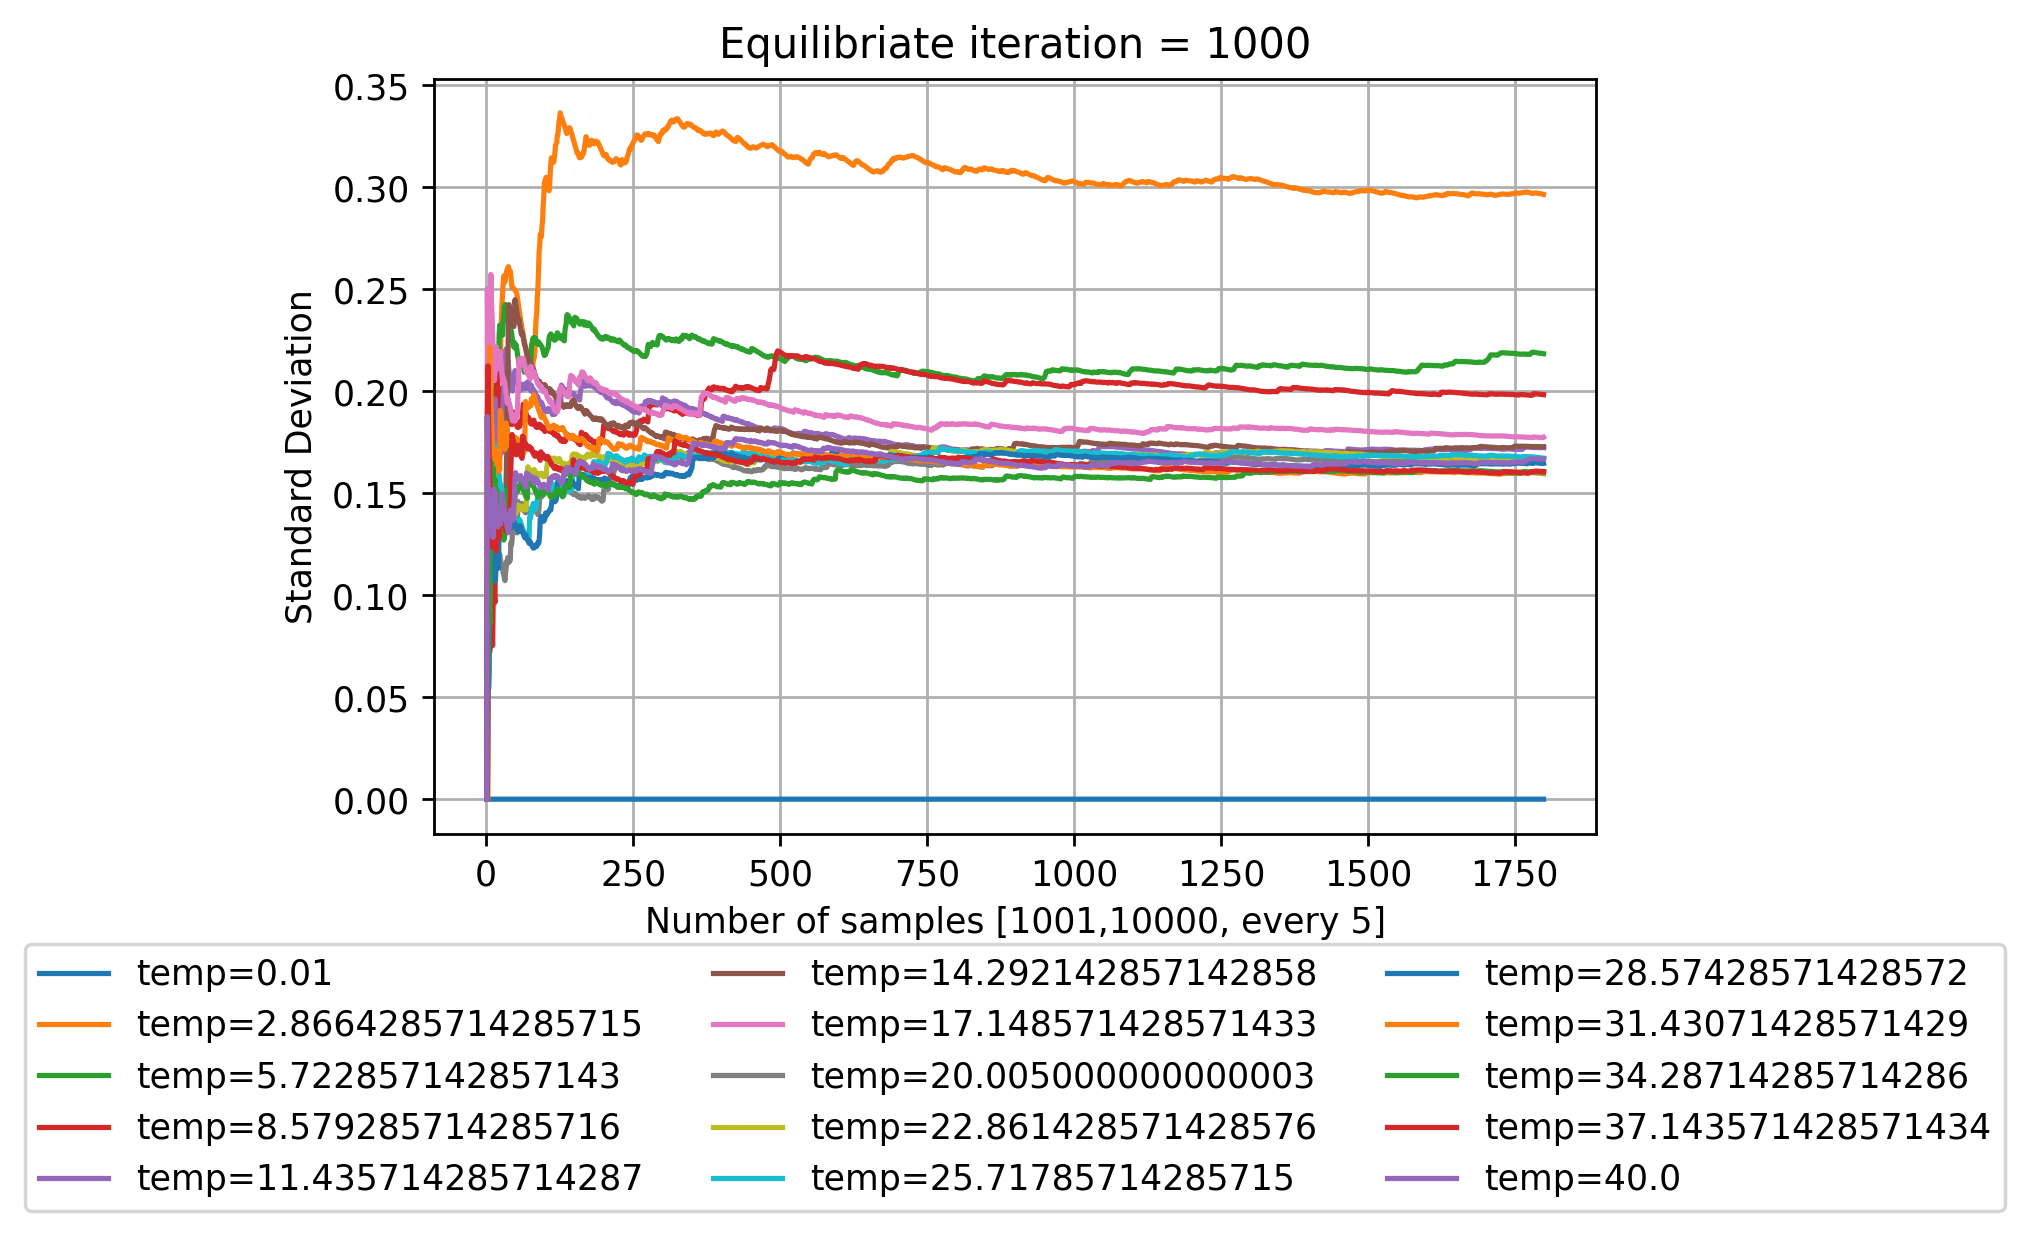 Equilibriate iteration = 1000
0.35
0.30
0.25
0.20
0.15
0.10
0.05
0.00
Standard Deviation
0 250 500 750 1000 1250 1500 1750
Number of samples [1001,10000, every 5]
temp=0.01
temp=2.8664285714285715
temp=5.722857142857143
temp=8.579285714285716
temp=11.435714285714287
temp=14.292142857142858
temp=17.148571428571433
temp=20.005000000000003
temp=22.861428571428576
temp=25.71785714285715
temp=28.57428571428572
temp=31.43071428571429
temp=34.28714285714286
temp=37.143571428571434
temp=40.0